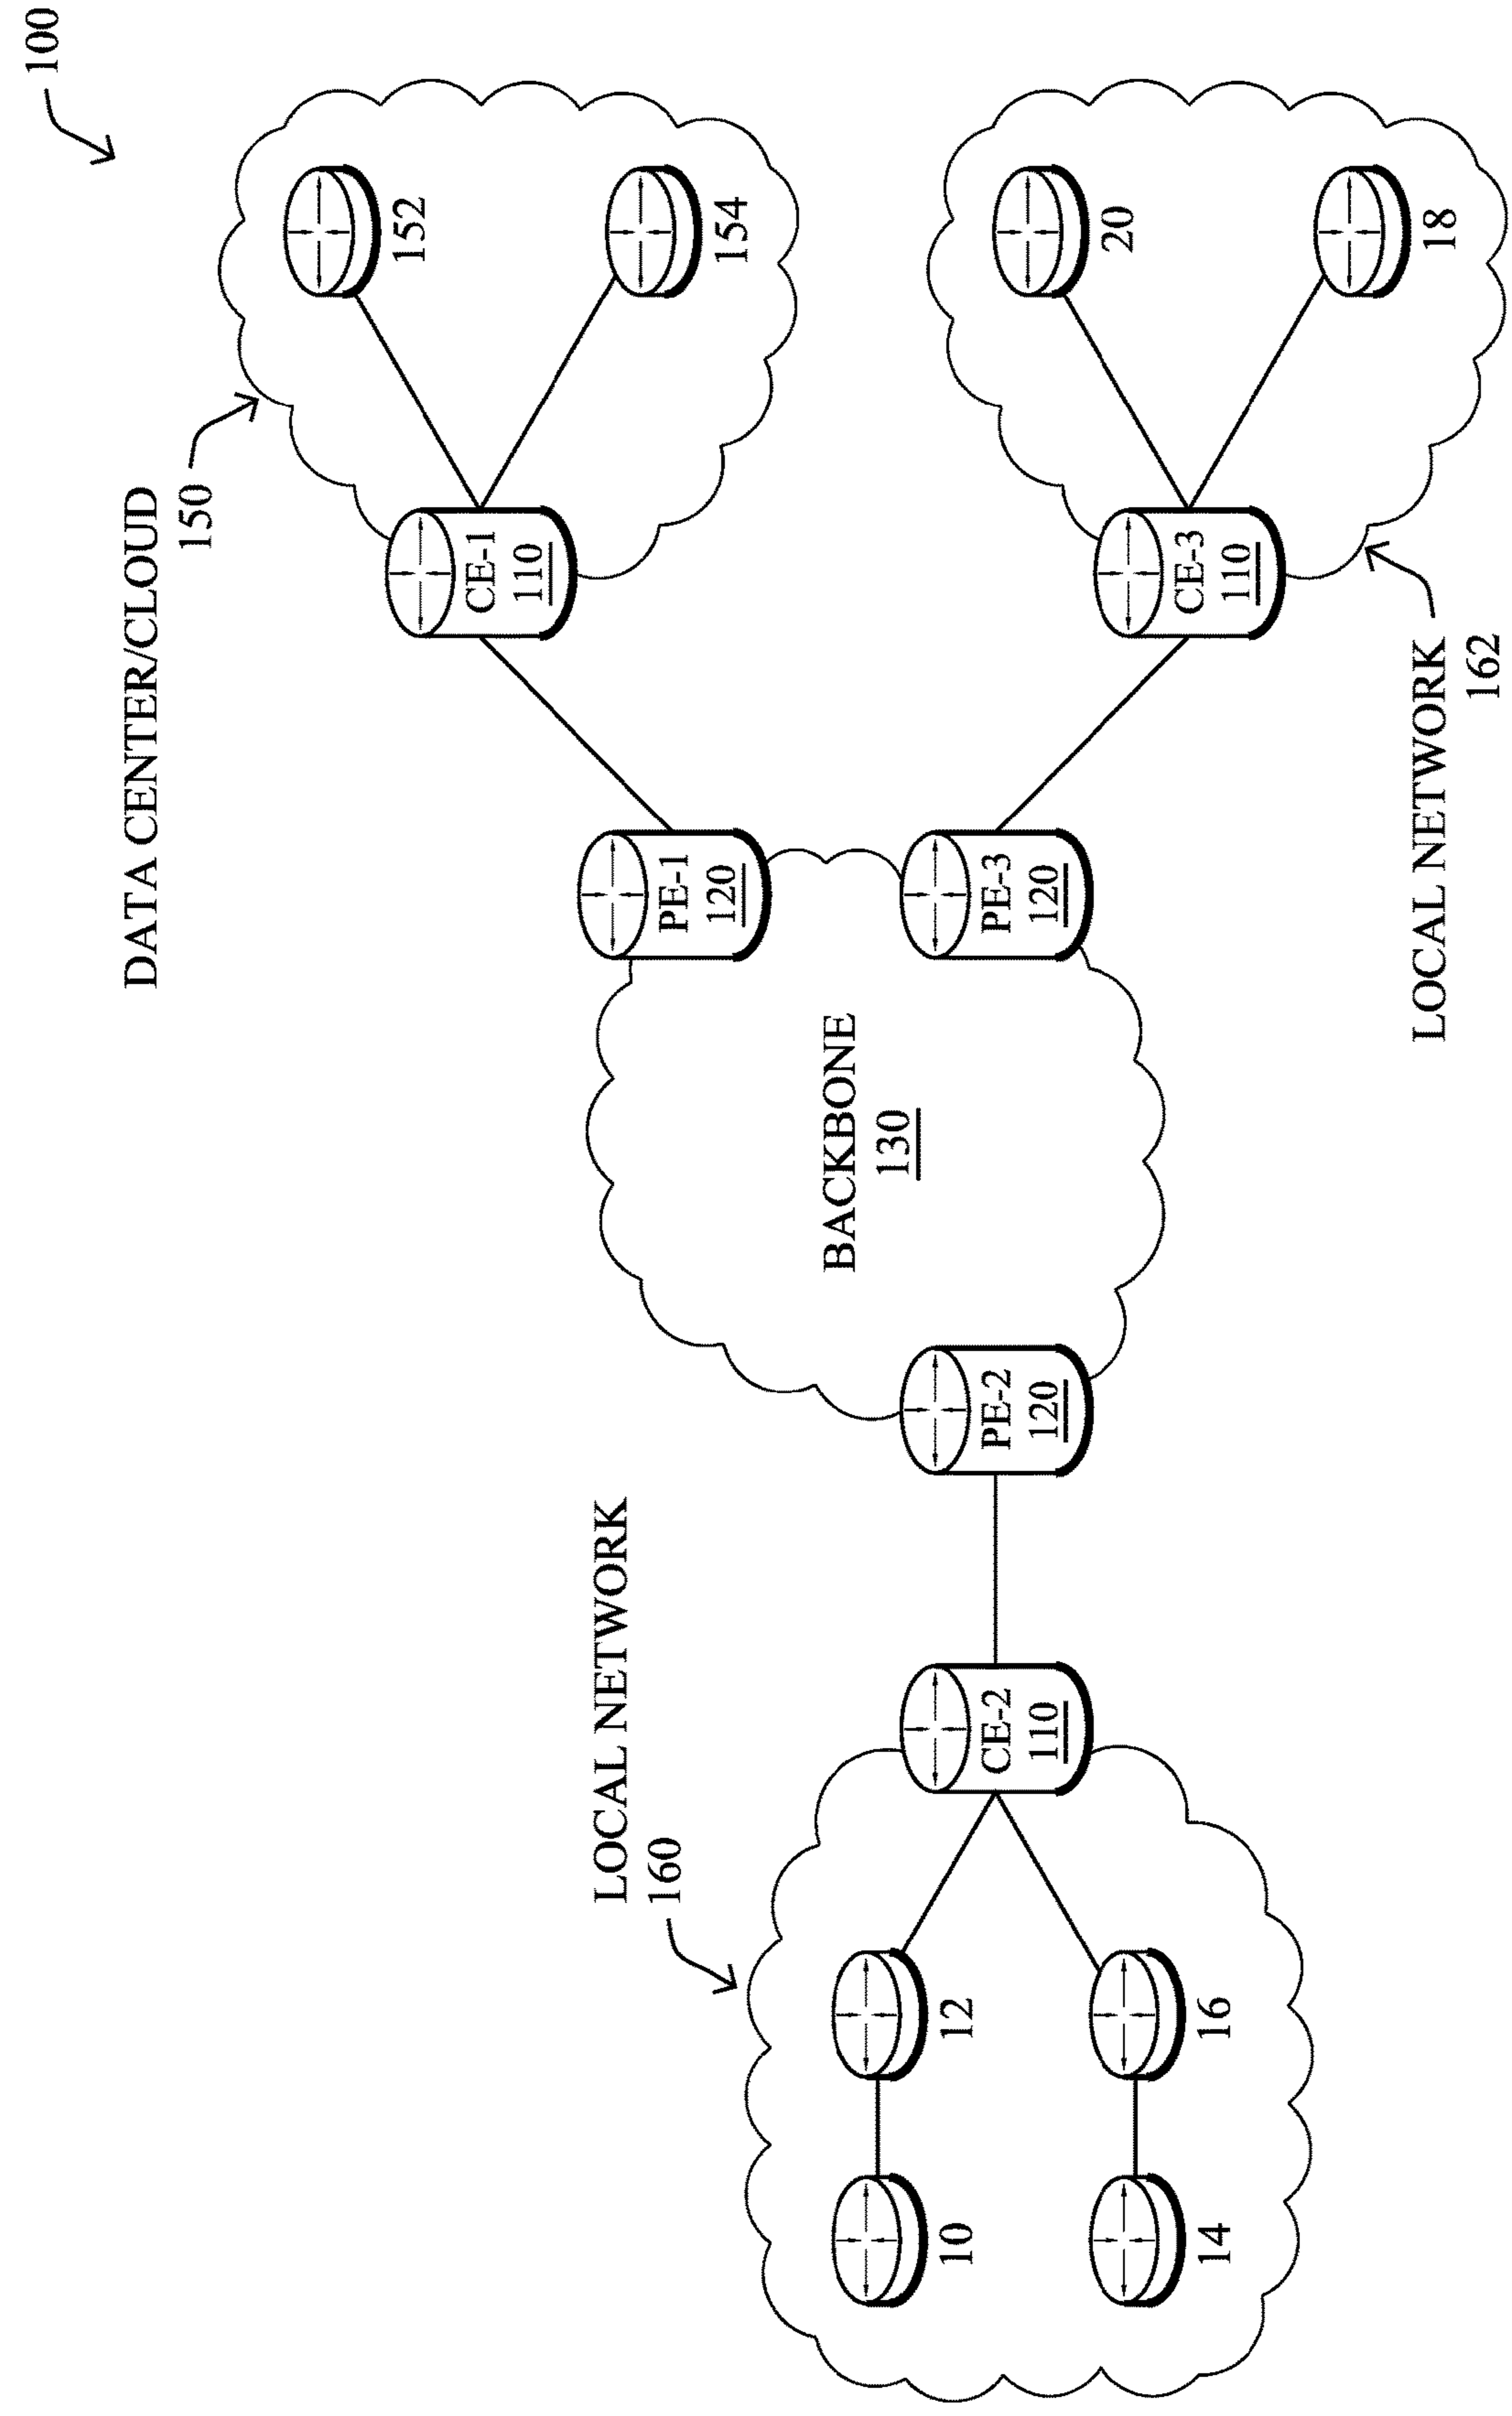 100
DATA CENTER/CLOUD
150
152
154
CE-1
110
PE-1
120
BACKBONE
130
LOCAL NETWORK
160
10
12
14
16
CE-2
110
PE-2
120
PE-3
120
CE-3
110
20
18
LOCAL NETWORK
162